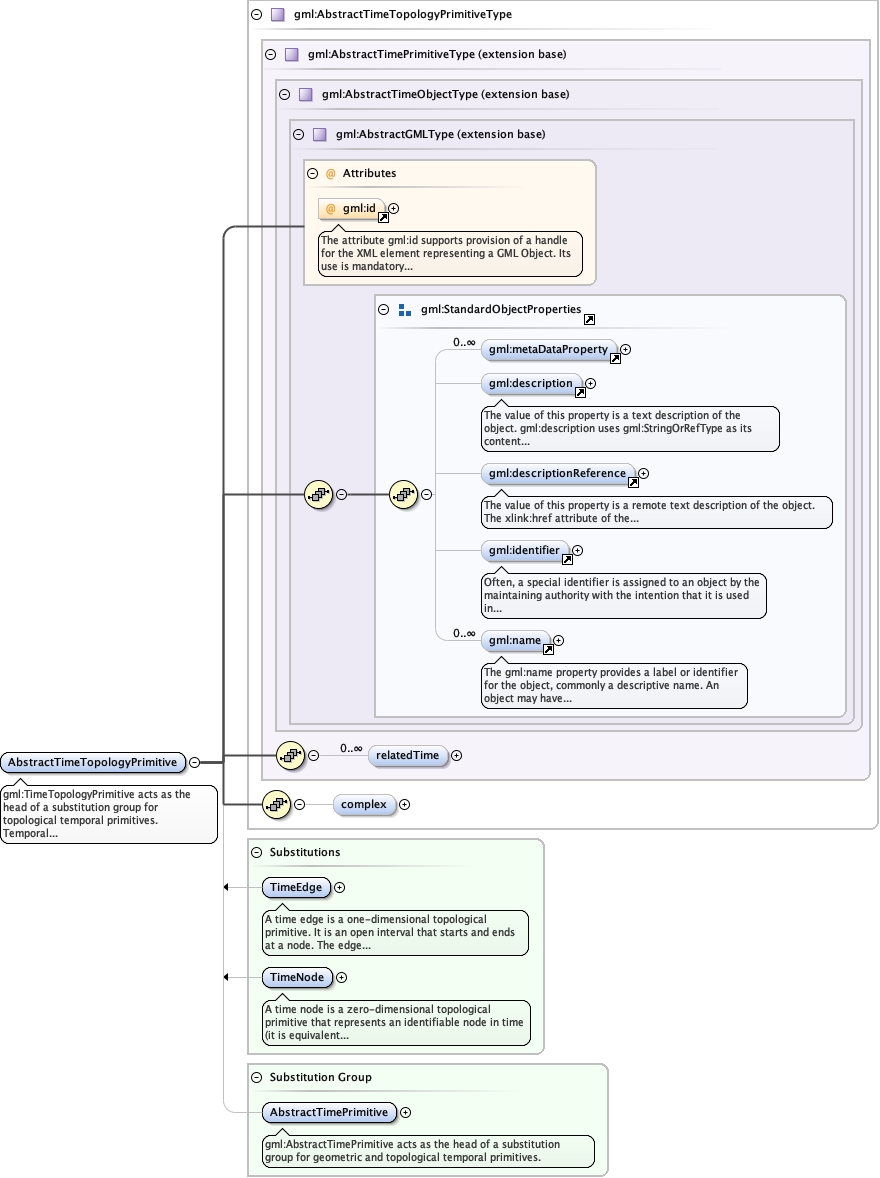 gml:AbstractTimeTopologyPrimitiveType
gml:AbstractTimePrimitiveType (extension base)
gml:AbstractTimeObjectType (extension base)
gml:AbstractGMLType (extension base)
@ Attributes
@ gml:id
The attribute gml:id supports provision of a handle
for the XML element representing a GML Object. Its
use is mandatory...
gml:StandardObjectProperties
0..∞
gml:metaDataProperty
gml:description
The value of this property is a text description of the
object. gml:description uses gml:StringOrRefType as its
content...
gml:descriptionReference
The value of this property is a remote text description of the object.
The xlink:href attribute of the...
gml:identifier
Often, a special identifier is assigned to an object by the
maintaining authority with the intention that it is used
in...
0..∞
gml:name
The gml:name property provides a label or identifier
for the object, commonly a descriptive name. An
object may have...
0..∞
relatedTime
AbstractTimeTopologyPrimitive
gml:TimeTopologyPrimitive acts as the
head of a substitution group for
topological temporal primitives.
Temporal...
complex
Substitutions
TimeEdge
A time edge is a one-dimensional topological
primitive. It is an open interval that starts and ends
at a node. The edge...
TimeNode
A time node is a zero-dimensional topological
primitive that represents an identifiable node in time
(it is equivalent...
Substitution Group
AbstractTimePrimitive
gml:AbstractTimePrimitive acts as the head of a substitution
group for geometric and topological temporal primitives.